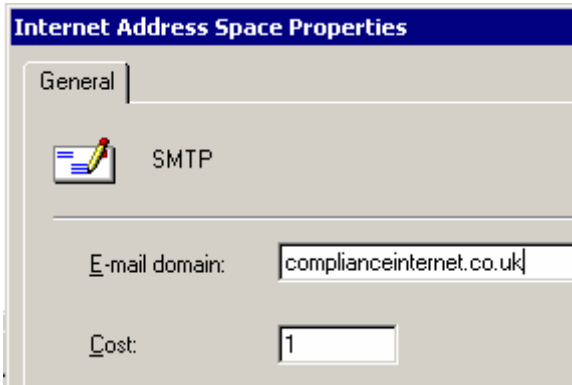 Internet Address Space Properties
General
SMTP
E-mail domain: complianceinternet.co.uk
Cost: 1